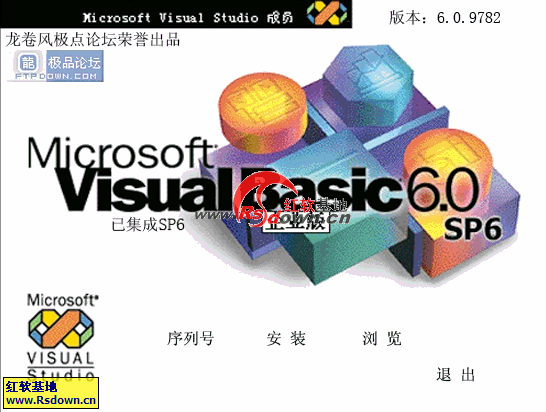 Microsoft Visual Studio 成员
版本：6.0.9782
龙卷风极点论坛荣誉出品
龍 极品论坛
FTPDOWN.COM
Microsoft®
Visual Basic 6.0
SP6
红软基地
www.Rsdown.cn
已集成SP6
企业版
Microsoft®
VISUAL
Studio
序列号 安 装 浏 览
退 出
红软基地
www.Rsdown.cn